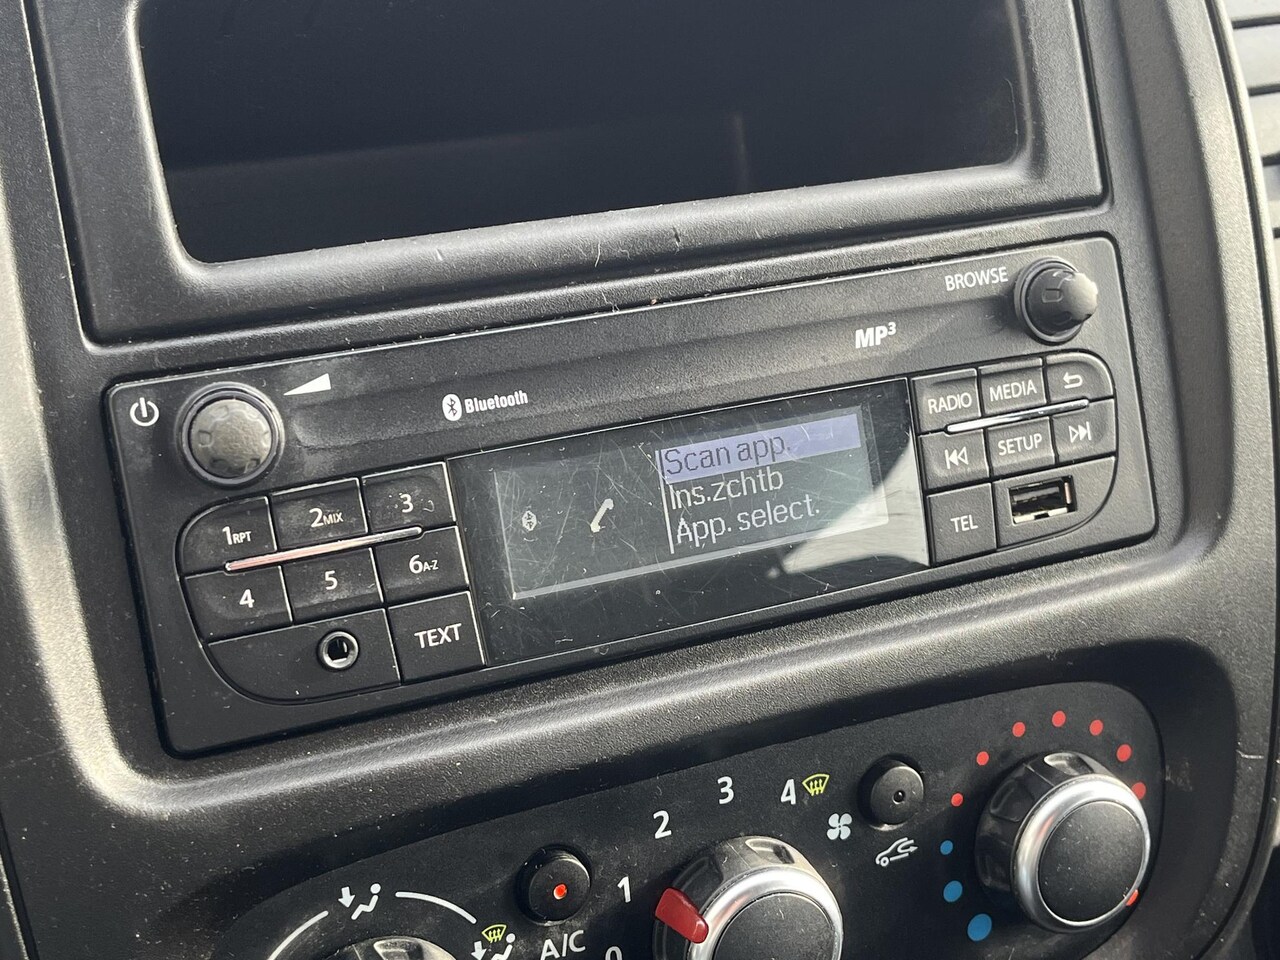 BROWSE
MP3
Bluetooth
RADIO
MEDIA
SETUP
TEL
Scan app.
Ins.zchtb
App. select.
1RPT
2MIX
3
4
5
6A-Z
TEXT
0
1
2
3
4
A/C